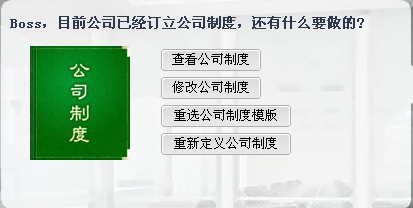 Boss，目前公司已经订立公司制度，还有什么要做的？
公
司
制
度
查看公司制度
修改公司制度
重选公司制度模版
重新定义公司制度